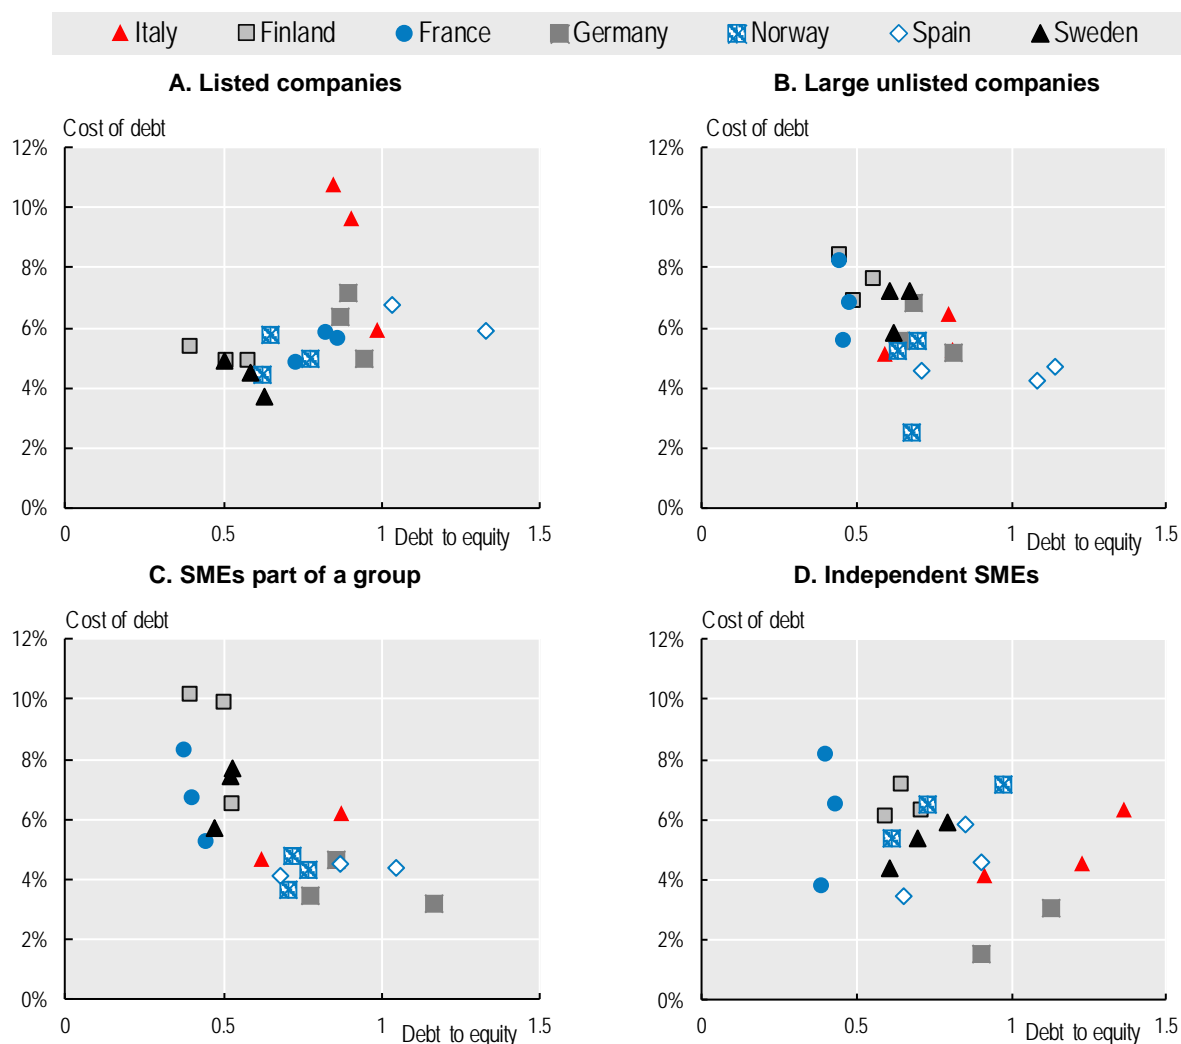 Italy Finland France Germany Norway Spain Sweden
A. Listed companies
Cost of debt
12%
10%
8%
6%
4%
2%
0%
0 0.5 1 1.5
Debt to equity
B. Large unlisted companies
Cost of debt
12%
10%
8%
6%
4%
2%
0%
0 0.5 1 1.5
Debt to equity
C. SMEs part of a group
Cost of debt
12%
10%
8%
6%
4%
2%
0%
0 0.5 1 1.5
Debt to equity
D. Independent SMEs
Cost of debt
12%
10%
8%
6%
4%
2%
0%
0 0.5 1 1.5
Debt to equity